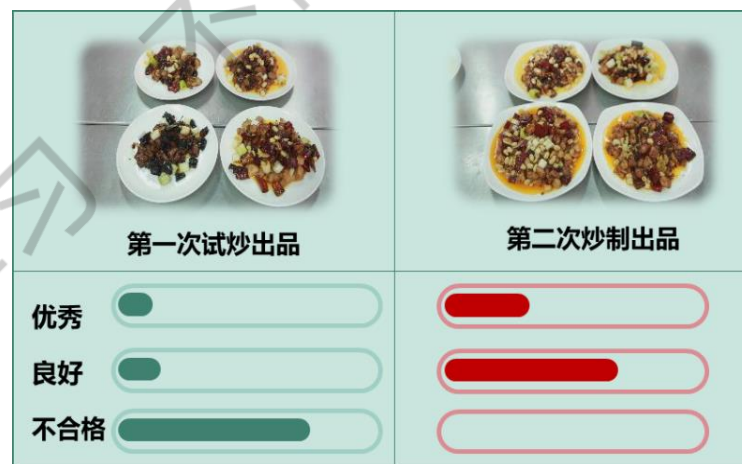 第一次试炒出品
第二次炒制出品
优秀
良好
不合格